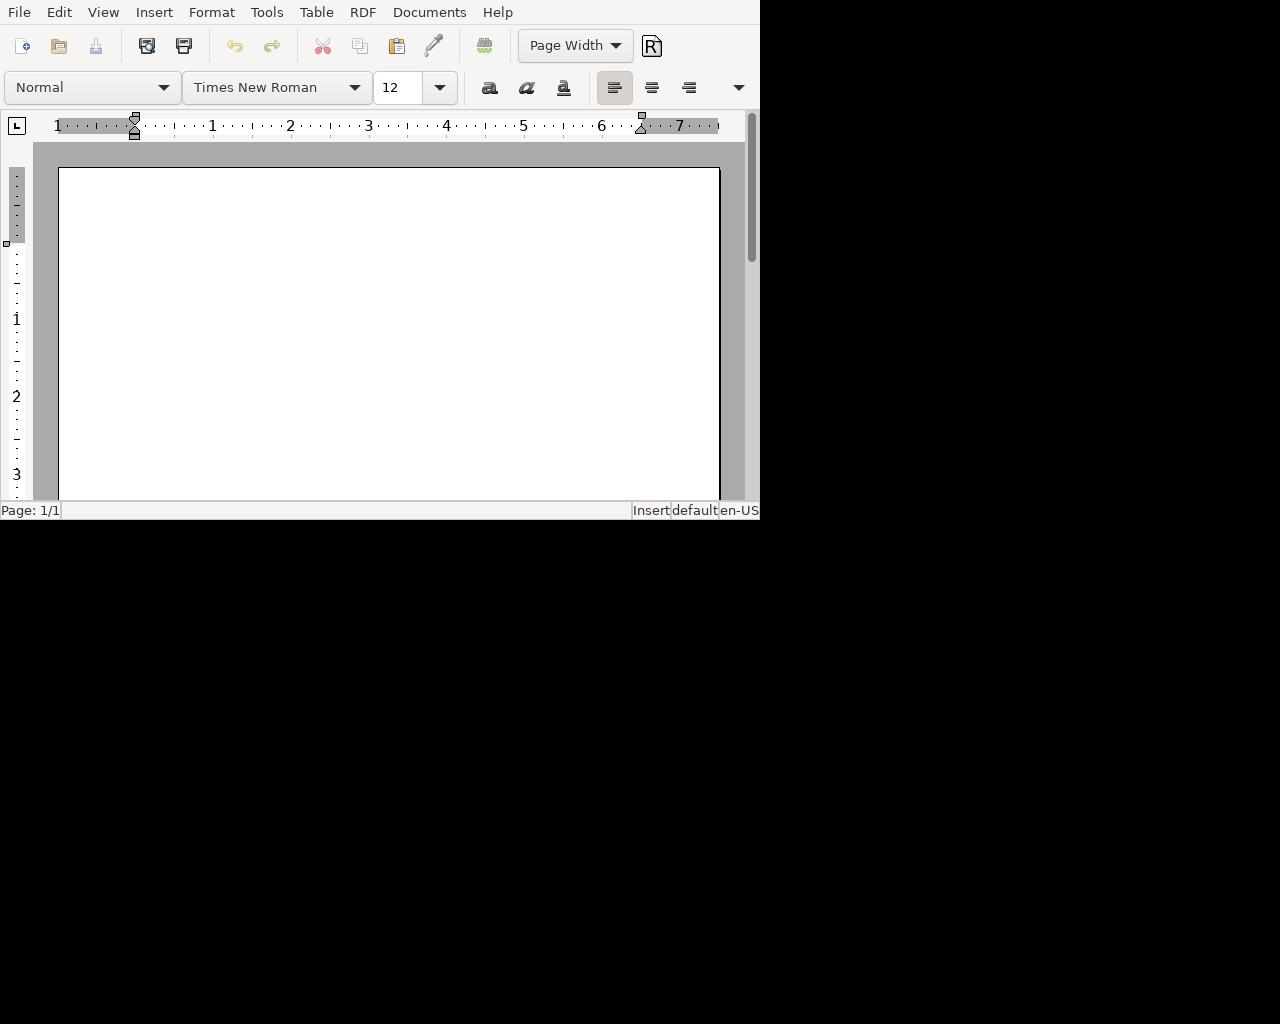 File Edit View Insert Format Tools Table RDF Documents Help
Page Width R
Normal Times New Roman 12 a a a
1 1 2 3 4 5 6 7
1
2
3
Page: 1/1 Insert default en-US